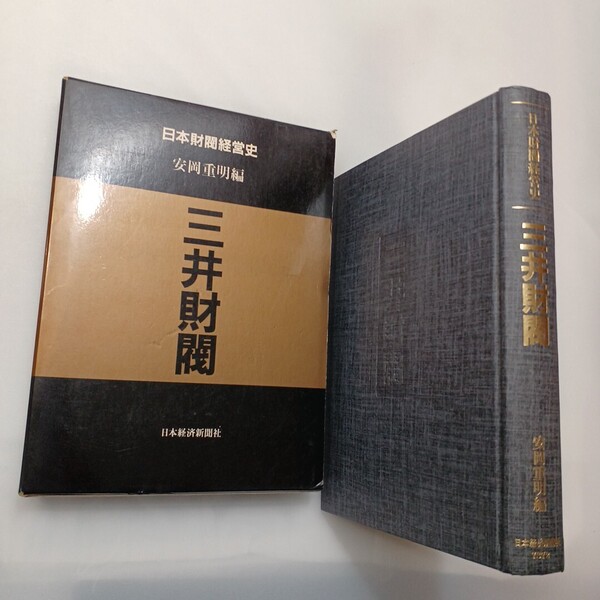 日本財閥経営史
安岡重明編
三井財閥
日本経済新聞社
日本財閥経営史
三井財閥
安岡重明編